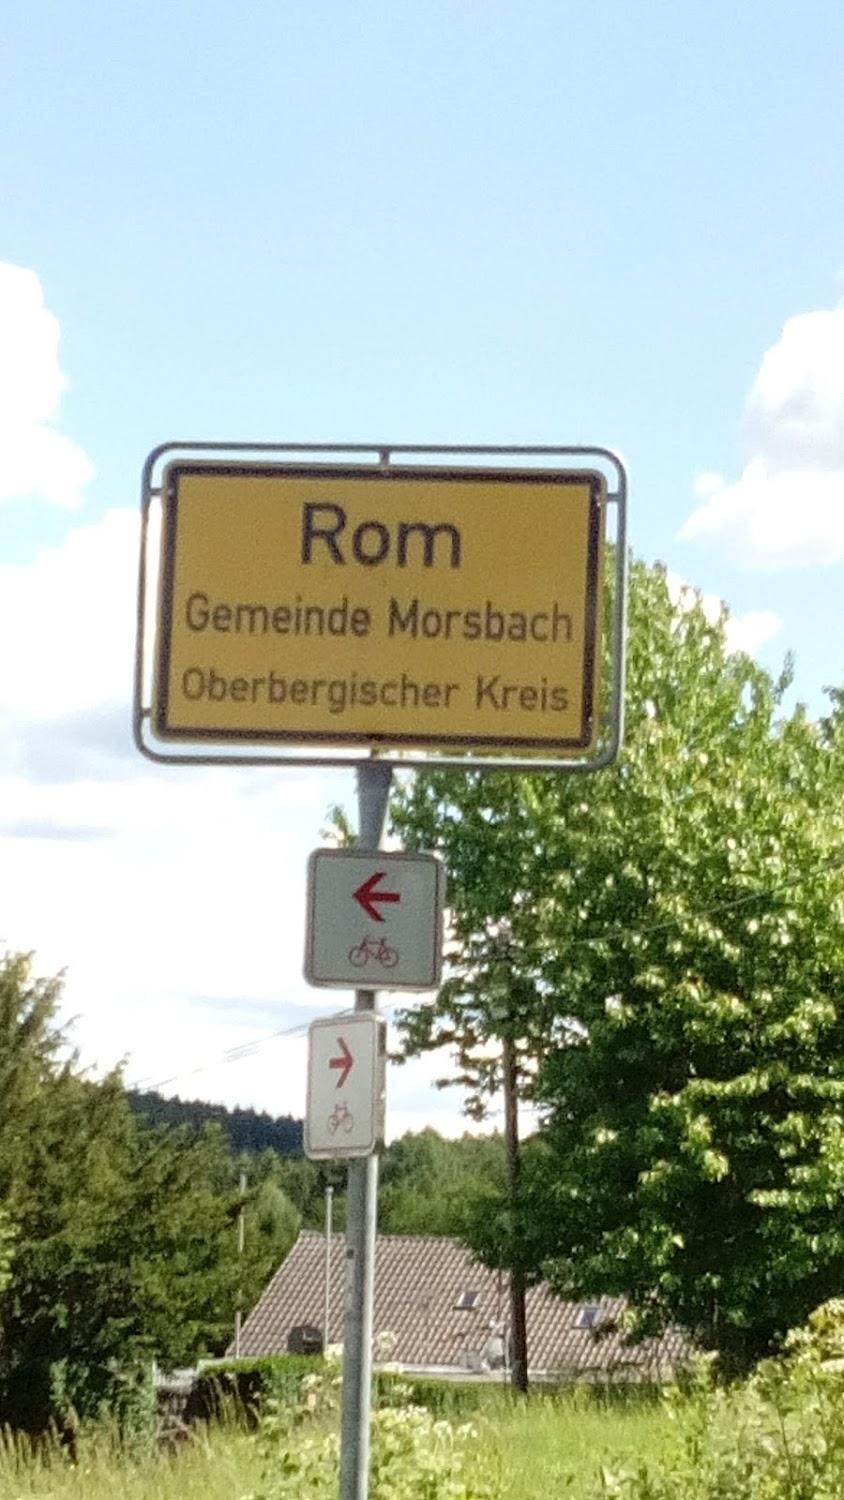 Rom
Gemeinde Morsbach
Oberbergischer Kreis